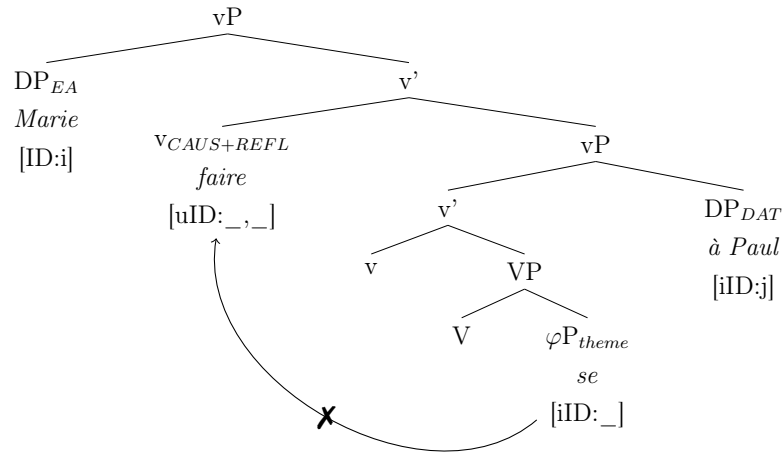 vP
DP_EA v'
Marie
[ID:i]
v_CAUS+REFL vP
faire
[uID:_,_]
v' DP_DAT
à Paul
[iID:j]
v VP
V φP_theme
se
[iID:_]
✗